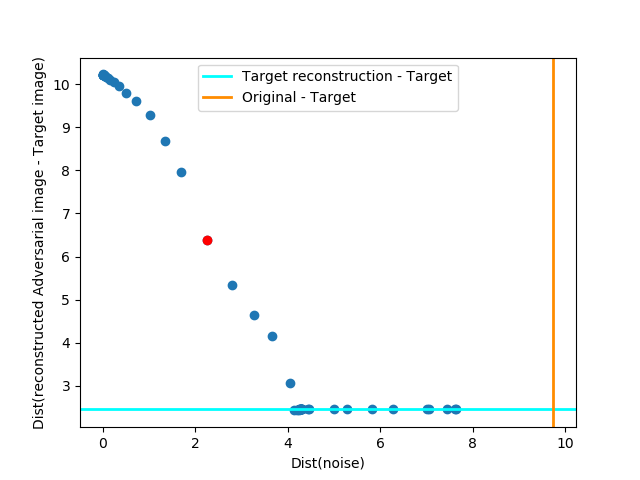 Target reconstruction - Target
Original - Target
10
9
8
7
6
5
4
3
Dist(reconstructed Adversarial image - Target image)
0 2 4 6 8 10
Dist(noise)